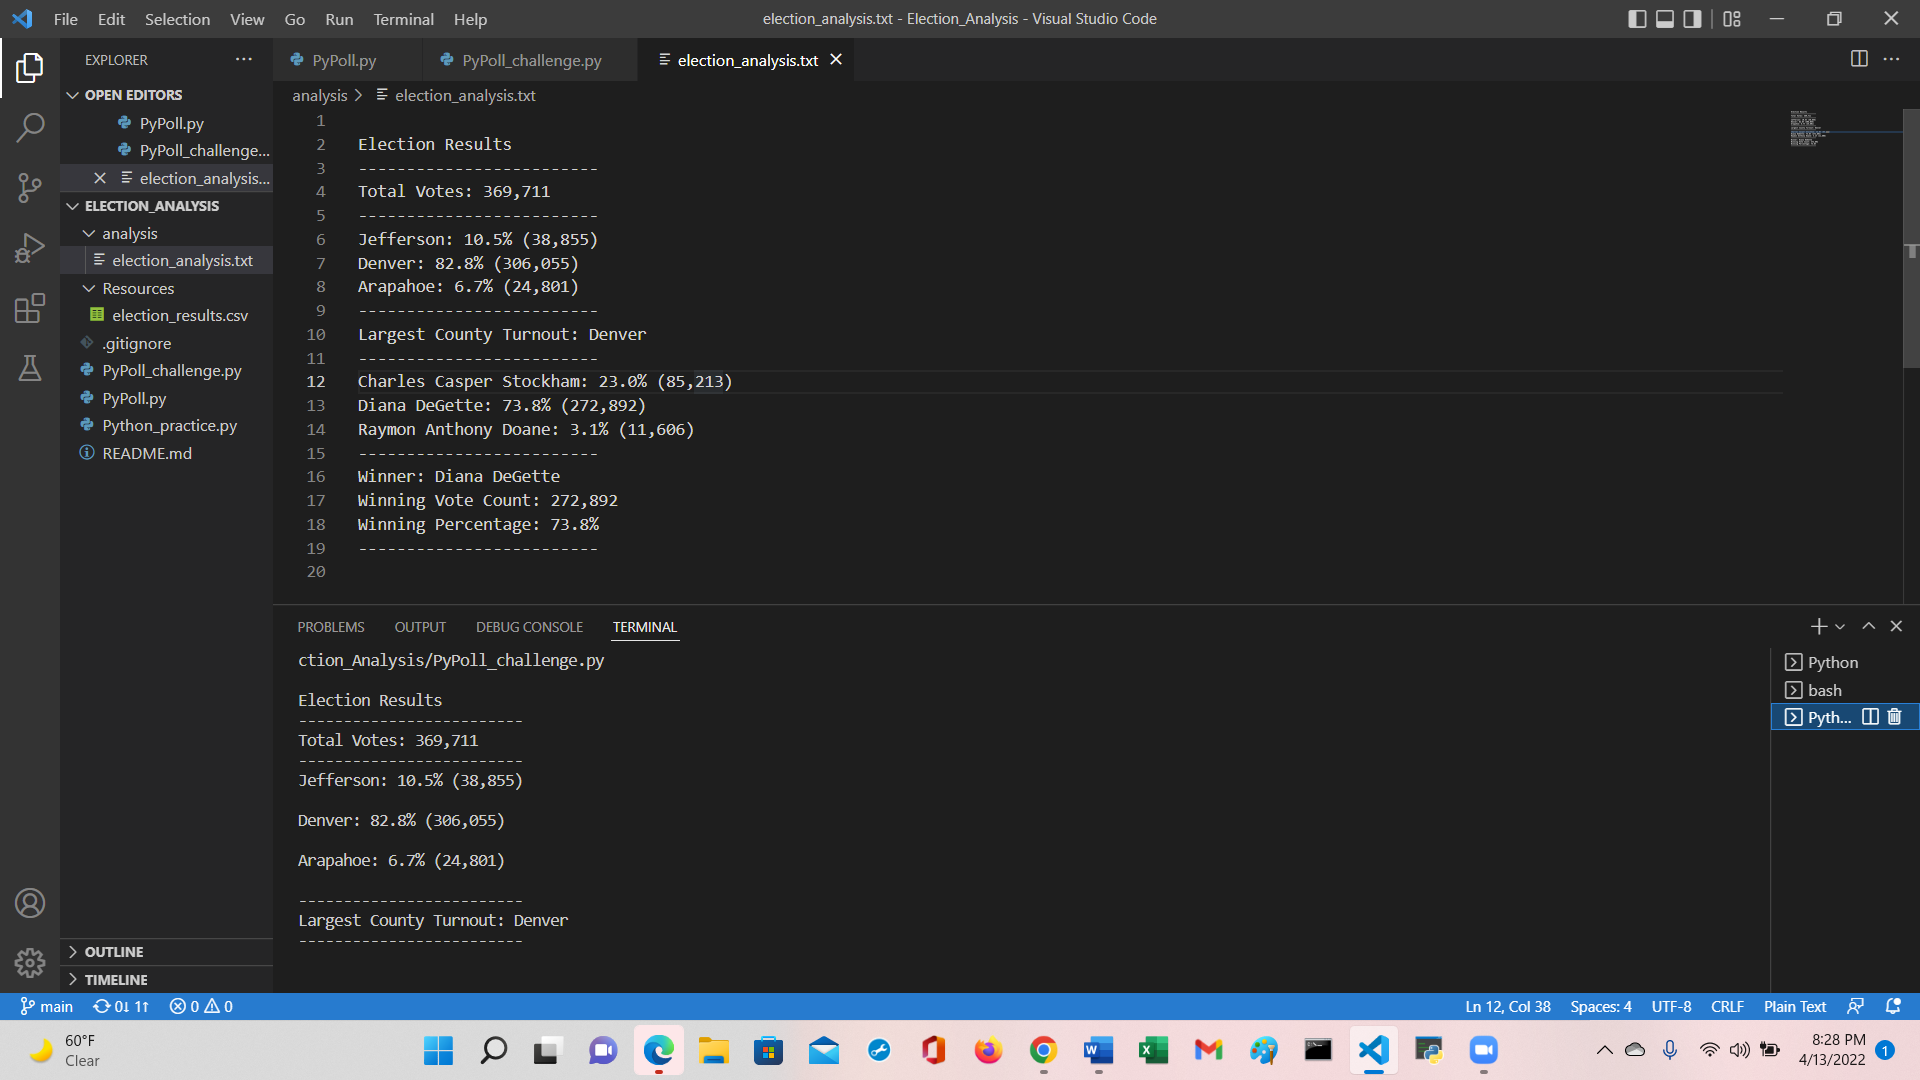 File Edit Selection View Go Run Terminal Help
election_analysis.txt - Election_Analysis - Visual Studio Code
EXPLORER
OPEN EDITORS
PyPoll.py
PyPoll_challenge...
election_analysis...
ELECTION_ANALYSIS
analysis
election_analysis.txt
Resources
election_results.csv
.gitignore
PyPoll_challenge.py
PyPoll.py
Python_practice.py
README.md
OUTLINE
TIMELINE
PyPoll.py PyPoll_challenge.py election_analysis.txt
analysis > election_analysis.txt
1
2 Election Results
3 -------------------------
4 Total Votes: 369,711
5 -------------------------
6 Jefferson: 10.5% (38,855)
7 Denver: 82.8% (306,055)
8 Arapahoe: 6.7% (24,801)
9 -------------------------
10 Largest County Turnout: Denver
11 -------------------------
12 Charles Casper Stockham: 23.0% (85,213)
13 Diana DeGette: 73.8% (272,892)
14 Raymon Anthony Doane: 3.1% (11,606)
15 -------------------------
16 Winner: Diana DeGette
17 Winning Vote Count: 272,892
18 Winning Percentage: 73.8%
19 -------------------------
20
PROBLEMS OUTPUT DEBUG CONSOLE TERMINAL
ction_Analysis/PyPoll_challenge.py
Election Results
-------------------------
Total Votes: 369,711
-------------------------
Jefferson: 10.5% (38,855)
Denver: 82.8% (306,055)
Arapahoe: 6.7% (24,801)
-------------------------
Largest County Turnout: Denver
-------------------------
Python
bash
Pyth...
main 0↓ 1↑ 0 0
Ln 12, Col 38 Spaces: 4 UTF-8 CRLF Plain Text
60°F
Clear
8:28 PM
4/13/2022
1